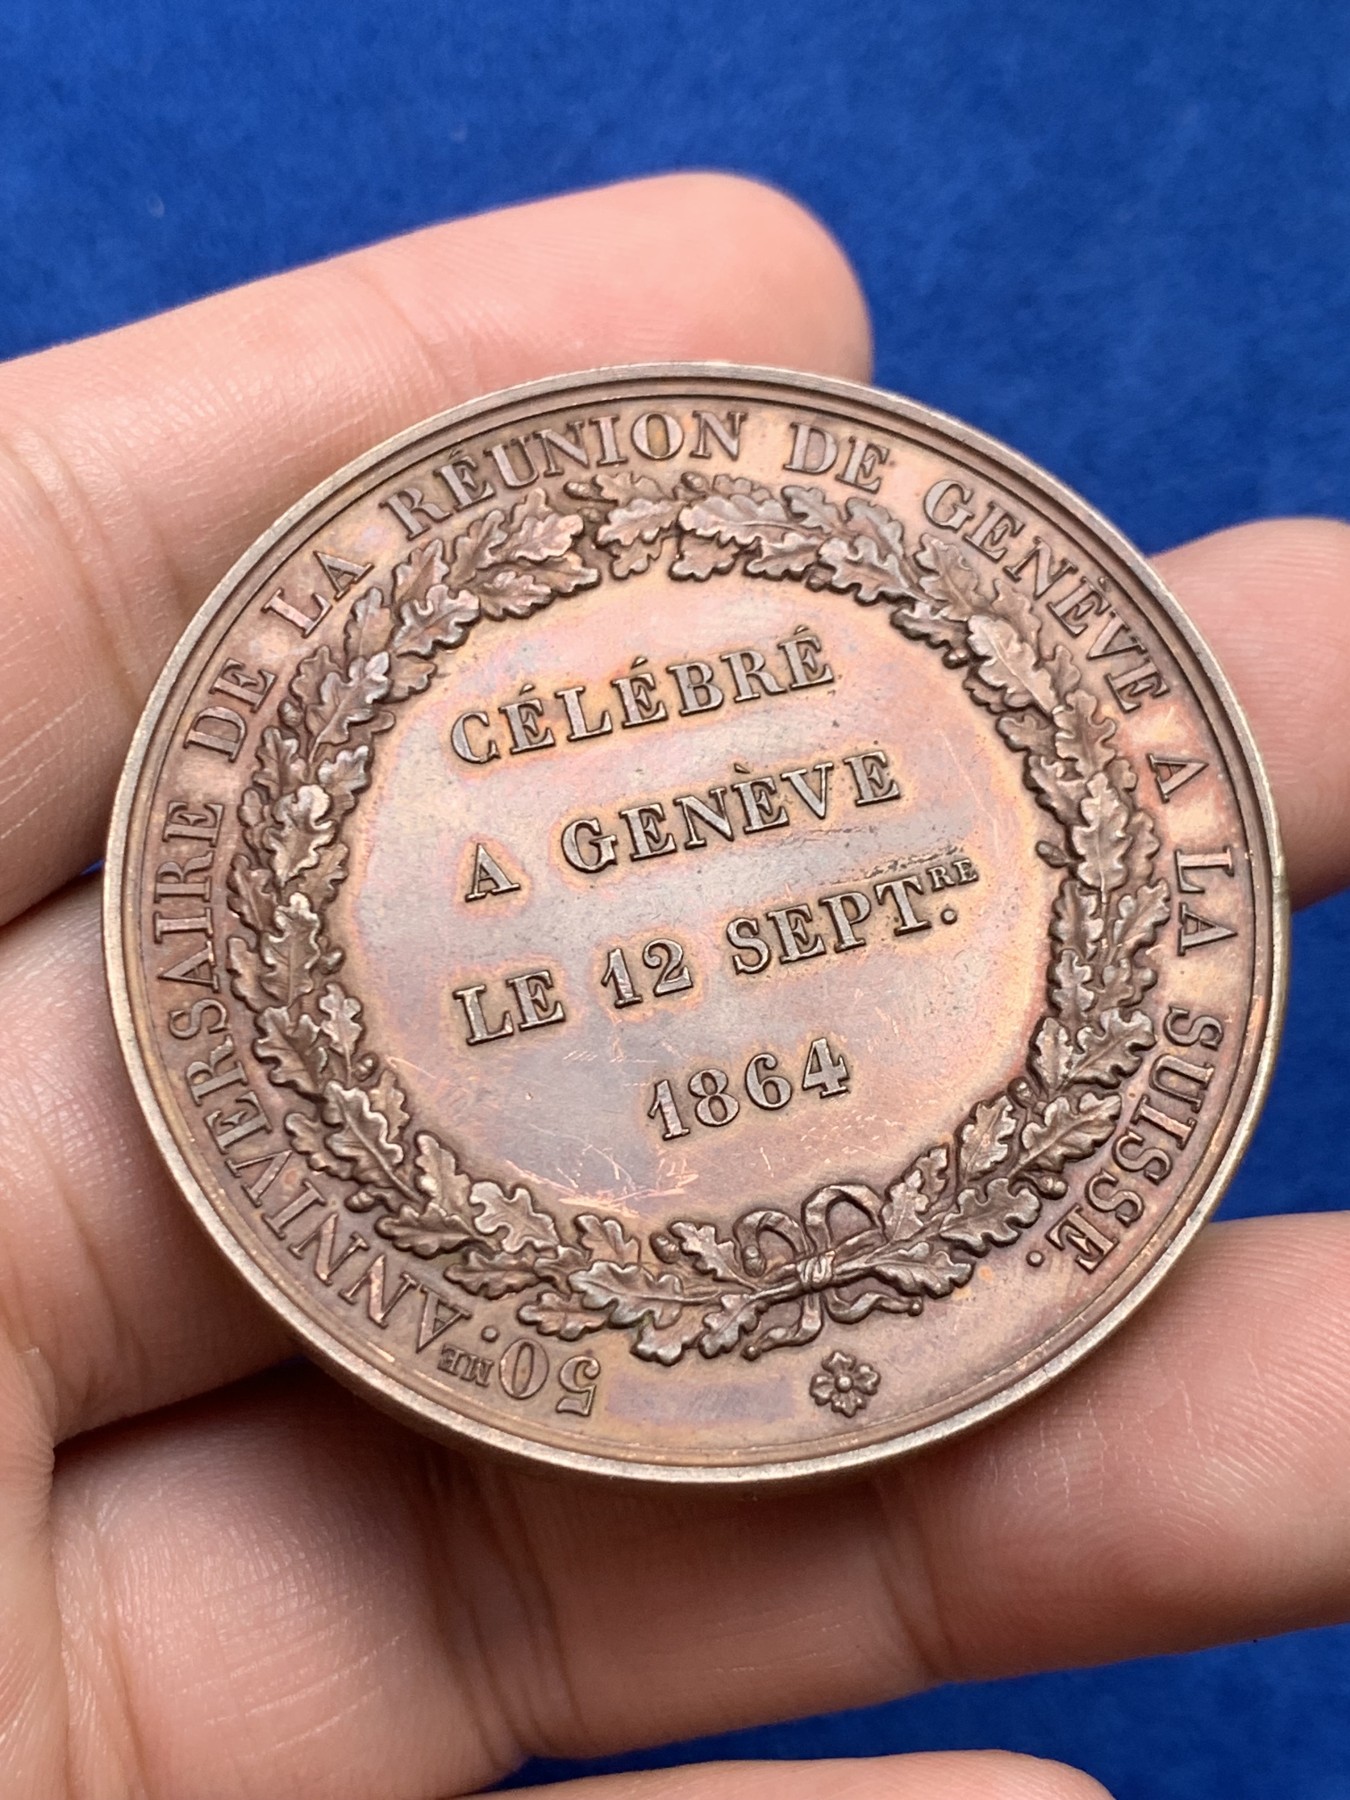 50ME. ANNIVERSAIRE DE LA RÉUNION DE GENÈVE A LA SUISSE.
CÉLÉBRÉ
A GENÈVE
LE 12 SEPTRE.
1864